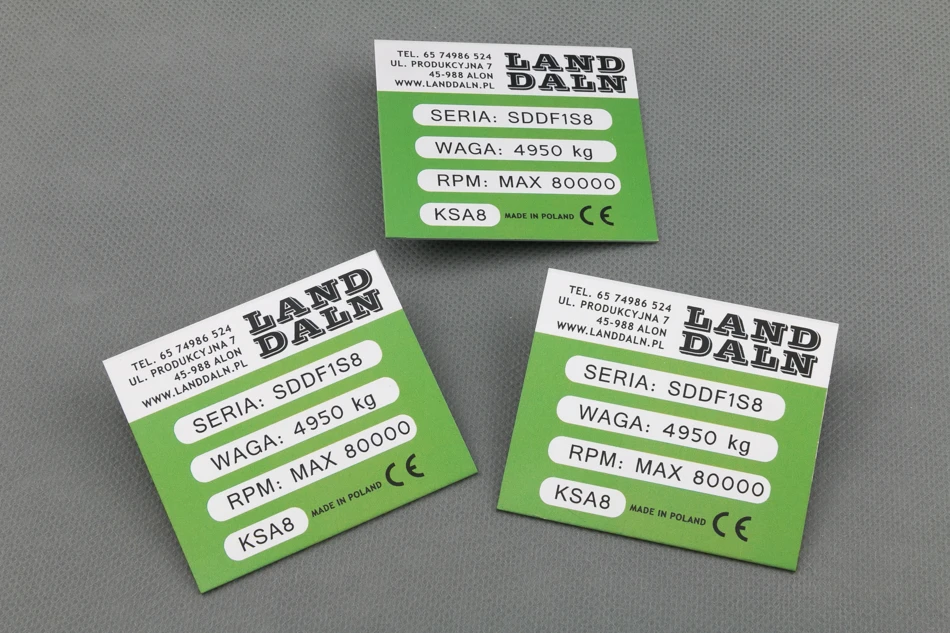 TEL. 65 74986 524
UL. PRODUKCYJNA 7
45-988 ALON
WWW.LANDDALN.PL
LAND
DALN
SERIA: SDDF1S8
WAGA: 4950 kg
RPM: MAX 80000
KSA8 MADE IN POLAND CE
TEL. 65 74986 524
UL. PRODUKCYJNA 7
45-988 ALON
WWW.LANDDALN.PL
LAND
DALN
SERIA: SDDF1S8
WAGA: 4950 kg
RPM: MAX 80000
KSA8 MADE IN POLAND CE
TEL. 65 74986 524
UL. PRODUKCYJNA 7
45-988 ALON
WWW.LANDDALN.PL
LAND
DALN
SERIA: SDDF1S8
WAGA: 4950 kg
RPM: MAX 80000
KSA8 MADE IN POLAND CE